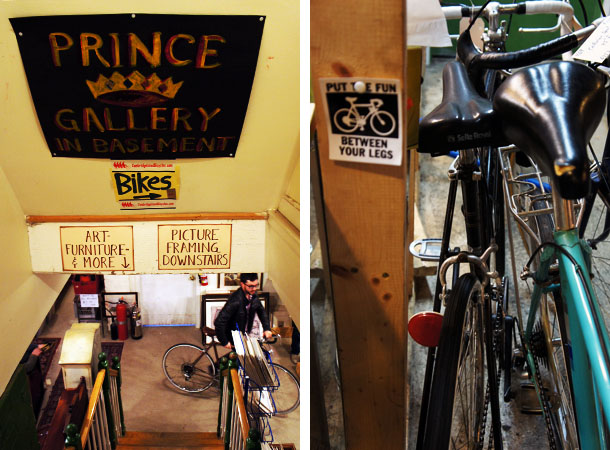 PRINCE
GALLERY
IN BASEMENT
Bikes
ART-
FURNITURE-
& MORE ↓
PICTURE
FRAMING
DOWNSTAIRS
PUT THE FUN
BETWEEN
YOUR LEGS